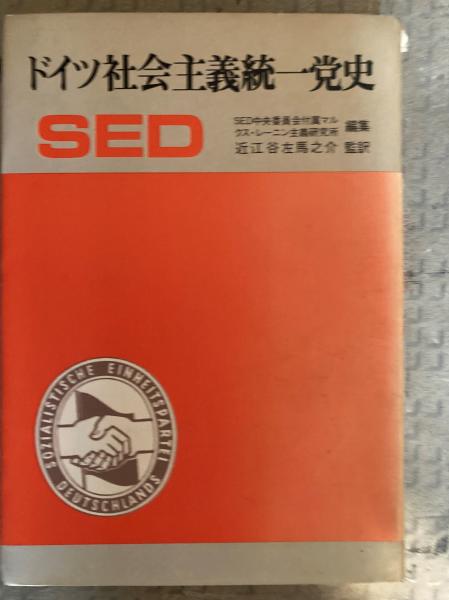 ドイツ社会主義統一党史
SED
SED中央委員会付属マル
クス・レーニン主義研究所 編集
近江谷左馬之介 監訳
SOZIALISTISCHE EINHEITSPARTEI
DEUTSCHLANDS